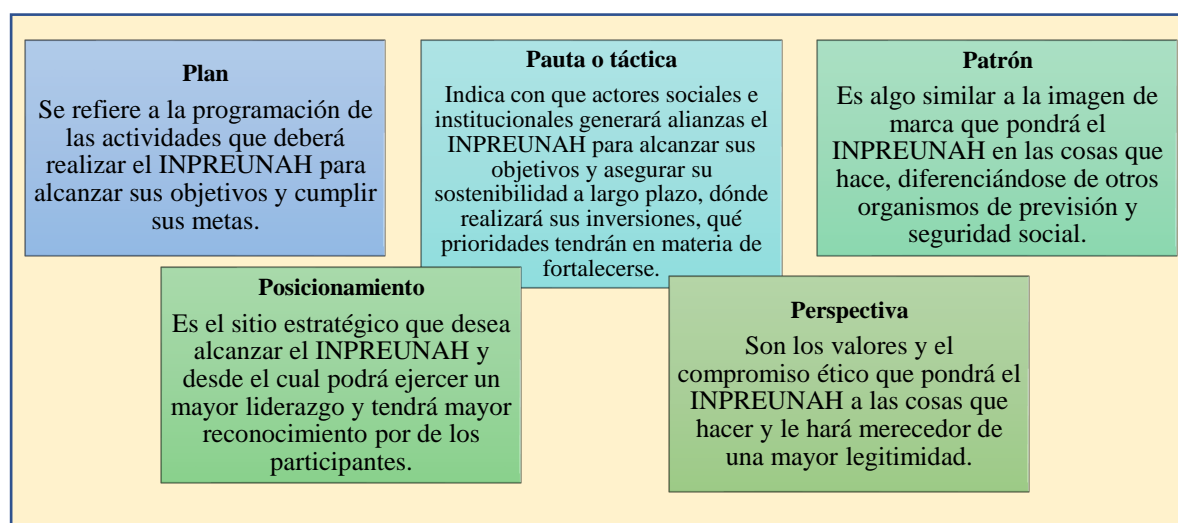 Plan
Se refiere a la programación de
las actividades que deberá
realizar el INPREUNAH para
alcanzar sus objetivos y cumplir
sus metas.
Pauta o táctica
Indica con que actores sociales e
institucionales generará alianzas el
INPREUNAH para alcanzar sus
objetivos y asegurar su
sostenibilidad a largo plazo, dónde
realizará sus inversiones, qué
prioridades tendrán en materia de
fortalecerse.
Patrón
Es algo similar a la imagen de
marca que pondrá el
INPREUNAH en las cosas que
hace, diferenciándose de otros
organismos de previsión y
seguridad social.
Posicionamiento
Es el sitio estratégico que desea
alcanzar el INPREUNAH y
desde el cual podrá ejercer un
mayor liderazgo y tendrá mayor
reconocimiento por de los
participantes.
Perspectiva
Son los valores y el
compromiso ético que pondrá el
INPREUNAH a las cosas que
hacer y le hará merecedor de
una mayor legitimidad.